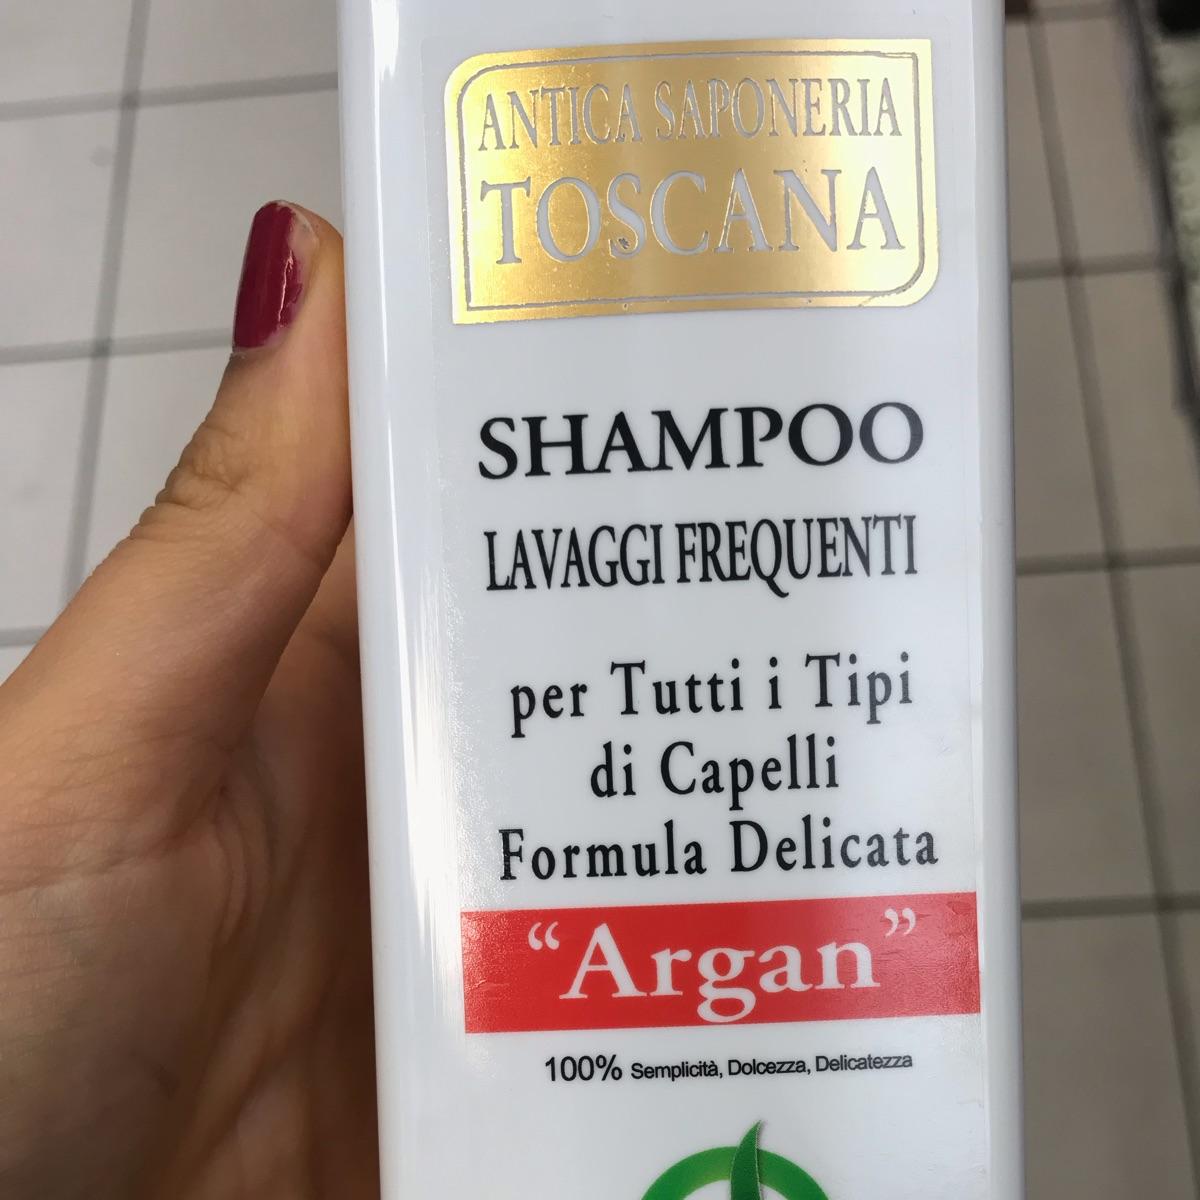 ANTICA SAPONERIA
TOSCANA
SHAMPOO
LAVAGGI FREQUENTI
per Tutti i Tipi
di Capelli
Formula Delicata
“Argan”
100% Semplicità, Dolcezza, Delicatezza